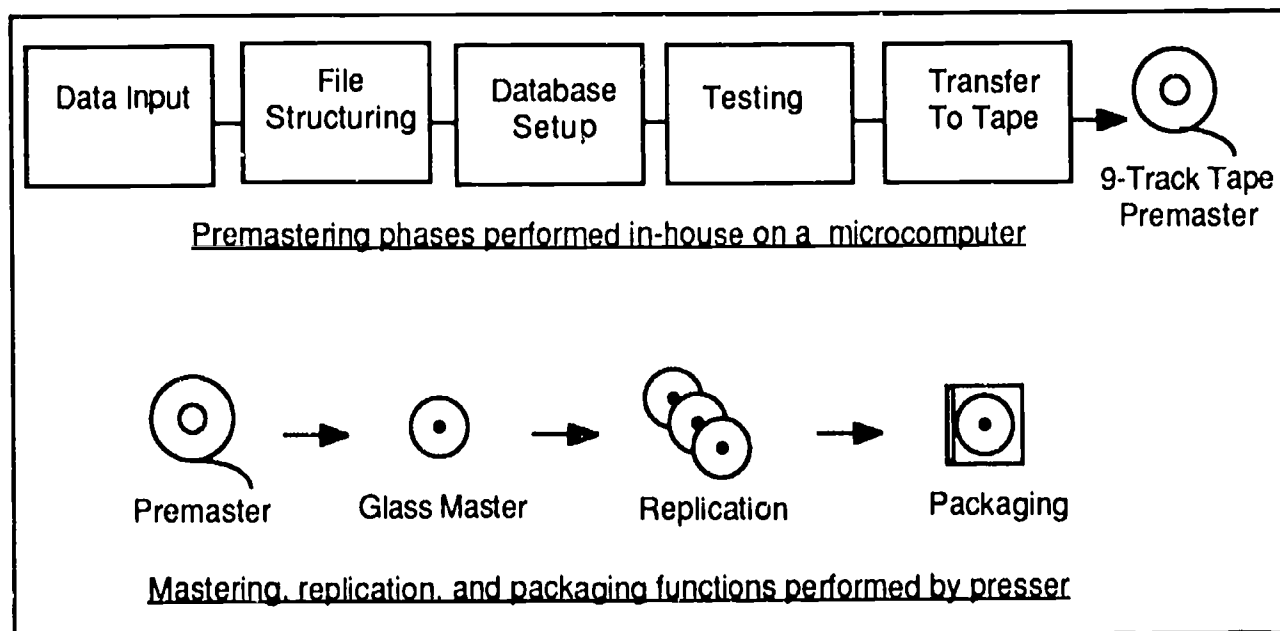 Data Input
File
Structuring
Database
Setup
Testing
Transfer
To Tape
9-Track Tape
Premaster
Premastering phases performed in-house on a microcomputer
Premaster
Glass Master
Replication
Packaging
Mastering, replication, and packaging functions performed by presser